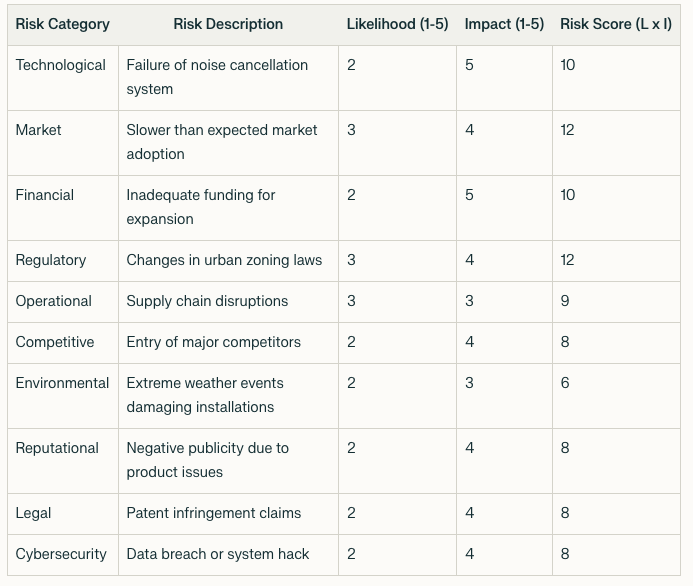 Risk Category Risk Description Likelihood (1-5) Impact (1-5) Risk Score (L x I)
Technological Failure of noise cancellation 2 5 10
system
Market Slower than expected market 3 4 12
adoption
Financial Inadequate funding for 2 5 10
expansion
Regulatory Changes in urban zoning laws 3 4 12
Operational Supply chain disruptions 3 3 9
Competitive Entry of major competitors 2 4 8
Environmental Extreme weather events 2 3 6
damaging installations
Reputational Negative publicity due to 2 4 8
product issues
Legal Patent infringement claims 2 4 8
Cybersecurity Data breach or system hack 2 4 8